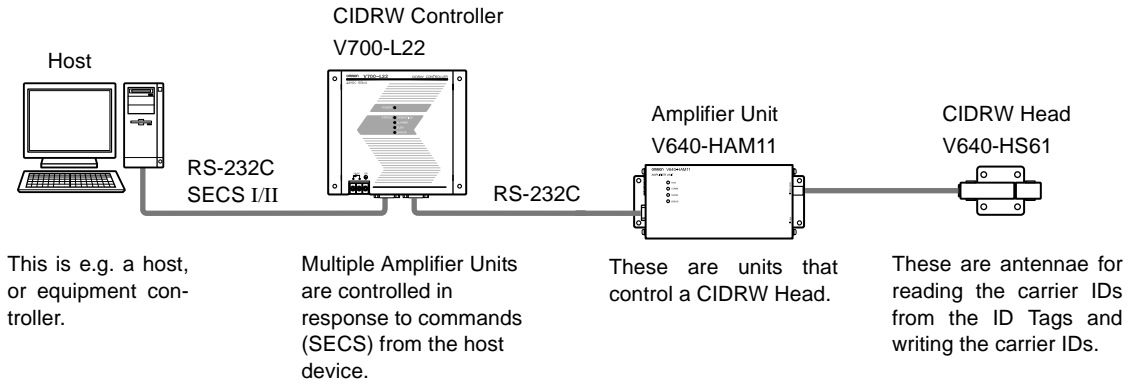 CIDRW Controller
V700-L22
Host
Amplifier Unit
V640-HAM11
CIDRW Head
V640-HS61
RS-232C
SECS I/II
RS-232C
This is e.g. a host,
or equipment con-
troller.
Multiple Amplifier Units
are controlled in
response to commands
(SECS) from the host
device.
These are units that
control a CIDRW Head.
These are antennae for
reading the carrier IDs
from the ID Tags and
writing the carrier IDs.